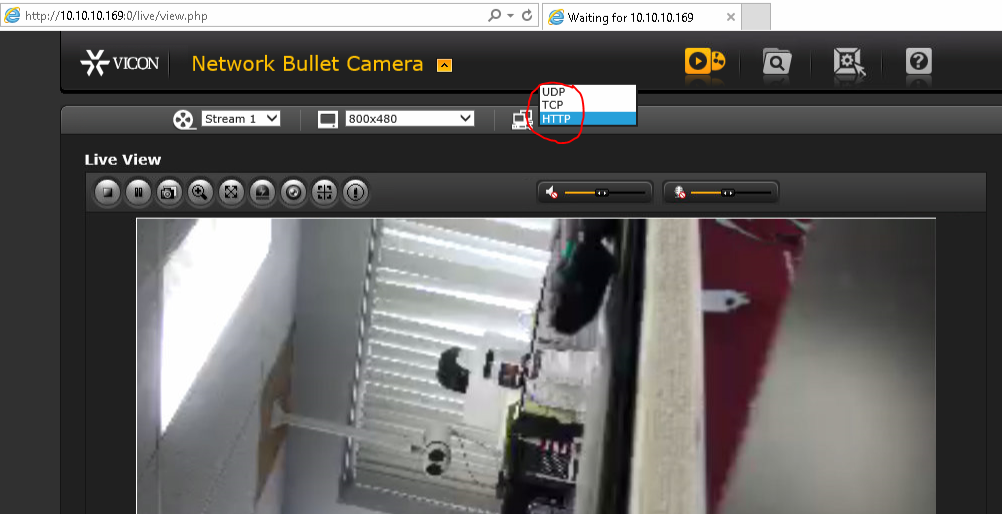 http://10.10.10.169:0/live/view.php
Waiting for 10.10.10.169
VICON
Network Bullet Camera
UDP
TCP
HTTP
Stream 1
800x480
Live View